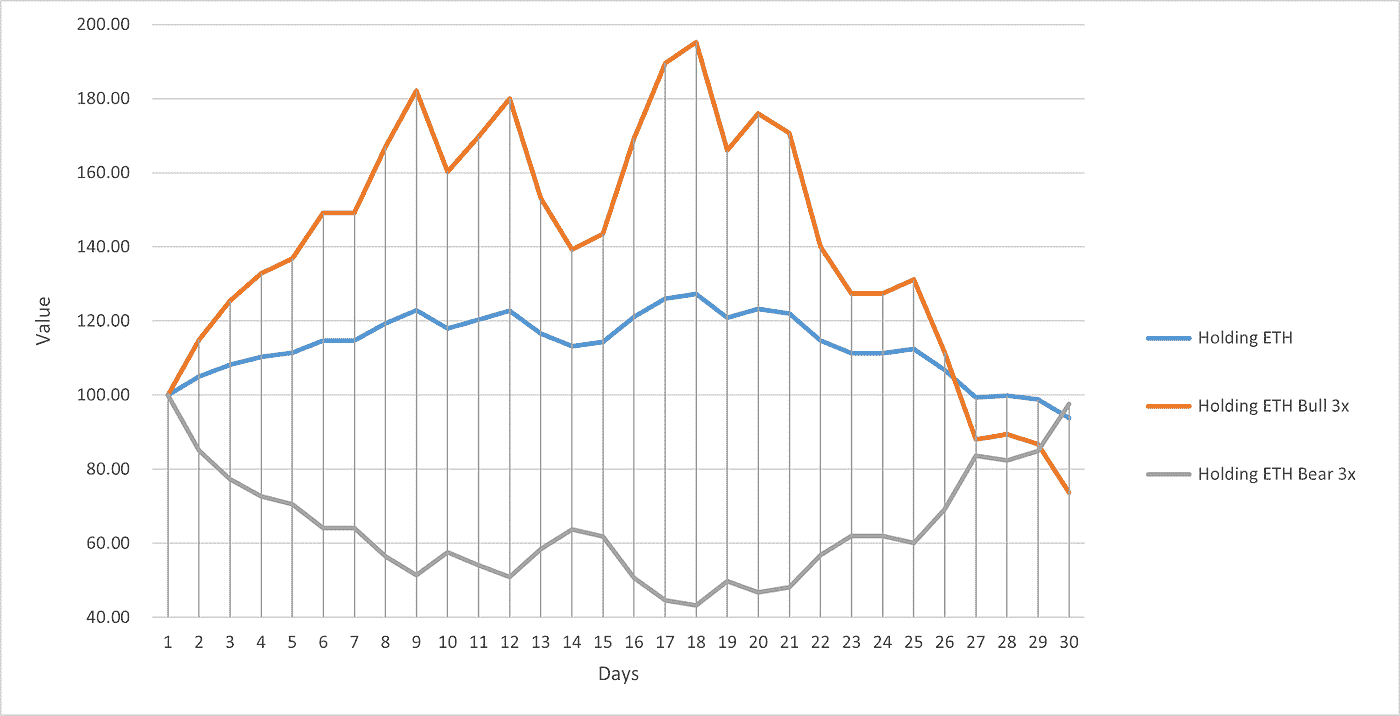 200.00
180.00
160.00
140.00
120.00
100.00
80.00
60.00
40.00
Value
1 2 3 4 5 6 7 8 9 10 11 12 13 14 15 16 17 18 19 20 21 22 23 24 25 26 27 28 29 30
Days
Holding ETH
Holding ETH Bull 3x
Holding ETH Bear 3x